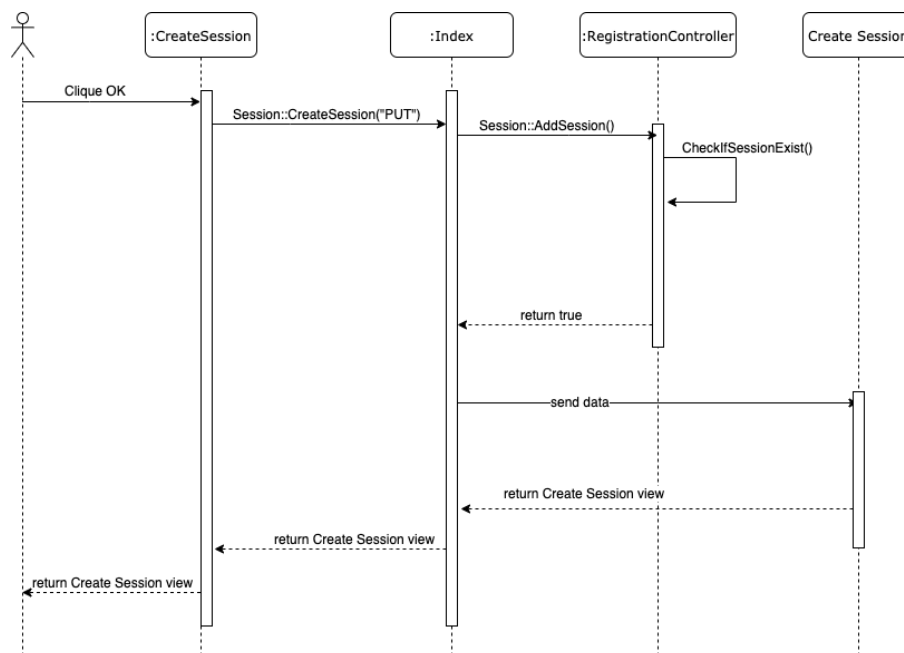 :CreateSession
:Index
:RegistrationController
Create Session
Clique OK
Session::CreateSession("PUT")
Session::AddSession()
CheckIfSessionExist()
return true
send data
return Create Session view
return Create Session view
return Create Session view